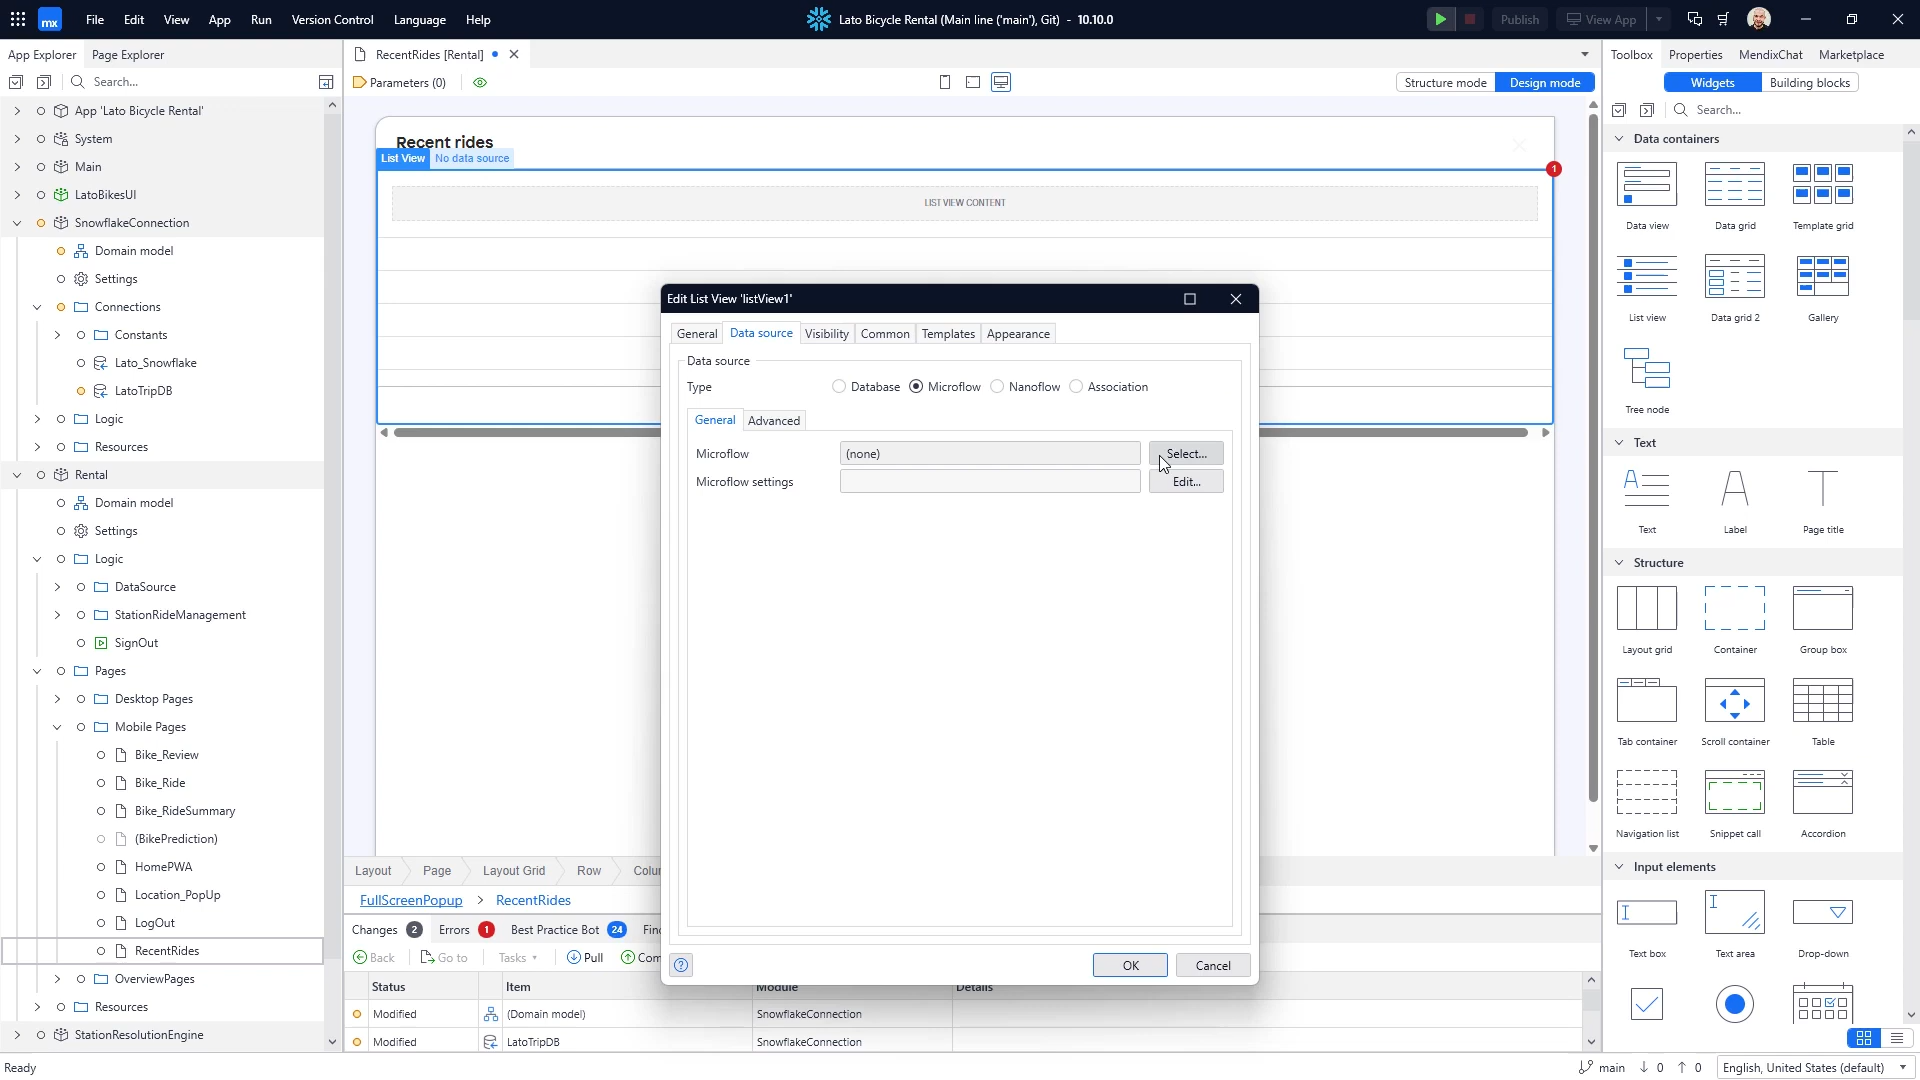 mx File Edit View App Run Version Control Language Help
Lato Bicycle Rental (Main line ('main'), Git) - 10.10.0
Publish View App
App Explorer Page Explorer
Search...
App 'Lato Bicycle Rental'
System
Main
LatoBikesUI
SnowflakeConnection
Domain model
Settings
Connections
Constants
Lato_Snowflake
LatoTripDB
Logic
Resources
Rental
Domain model
Settings
Logic
DataSource
StationRideManagement
SignOut
Pages
Desktop Pages
Mobile Pages
Bike_Review
Bike_Ride
Bike_RideSummary
(BikePrediction)
HomePWA
Location_PopUp
LogOut
RecentRides
OverviewPages
Resources
StationResolutionEngine
RecentRides [Rental]
Parameters (0)
Structure mode Design mode
Recent rides
List View No data source
1
LIST VIEW CONTENT
Edit List View 'listView1'
General Data source Visibility Common Templates Appearance
Data source
Type Database Microflow Nanoflow Association
General Advanced
Microflow (none) Select...
Microflow settings Edit...
OK Cancel
Layout Page Layout Grid Row Colu
FullScreenPopup > RecentRides
Changes 2 Errors 1 Best Practice Bot 24 Fin
Back Go to Tasks Pull Com
Status Item Module Details
Modified (Domain model) SnowflakeConnection
Modified LatoTripDB SnowflakeConnection
Toolbox Properties MendixChat Marketplace
Widgets Building blocks
Search...
Data containers
Data view Data grid Template grid
List view Data grid 2 Gallery
Tree node
Text
Text Label Page title
Structure
Layout grid Container Group box
Tab container Scroll container Table
Navigation list Snippet call Accordion
Input elements
Text box Text area Drop-down
Ready
main 0 0 English, United States (default)